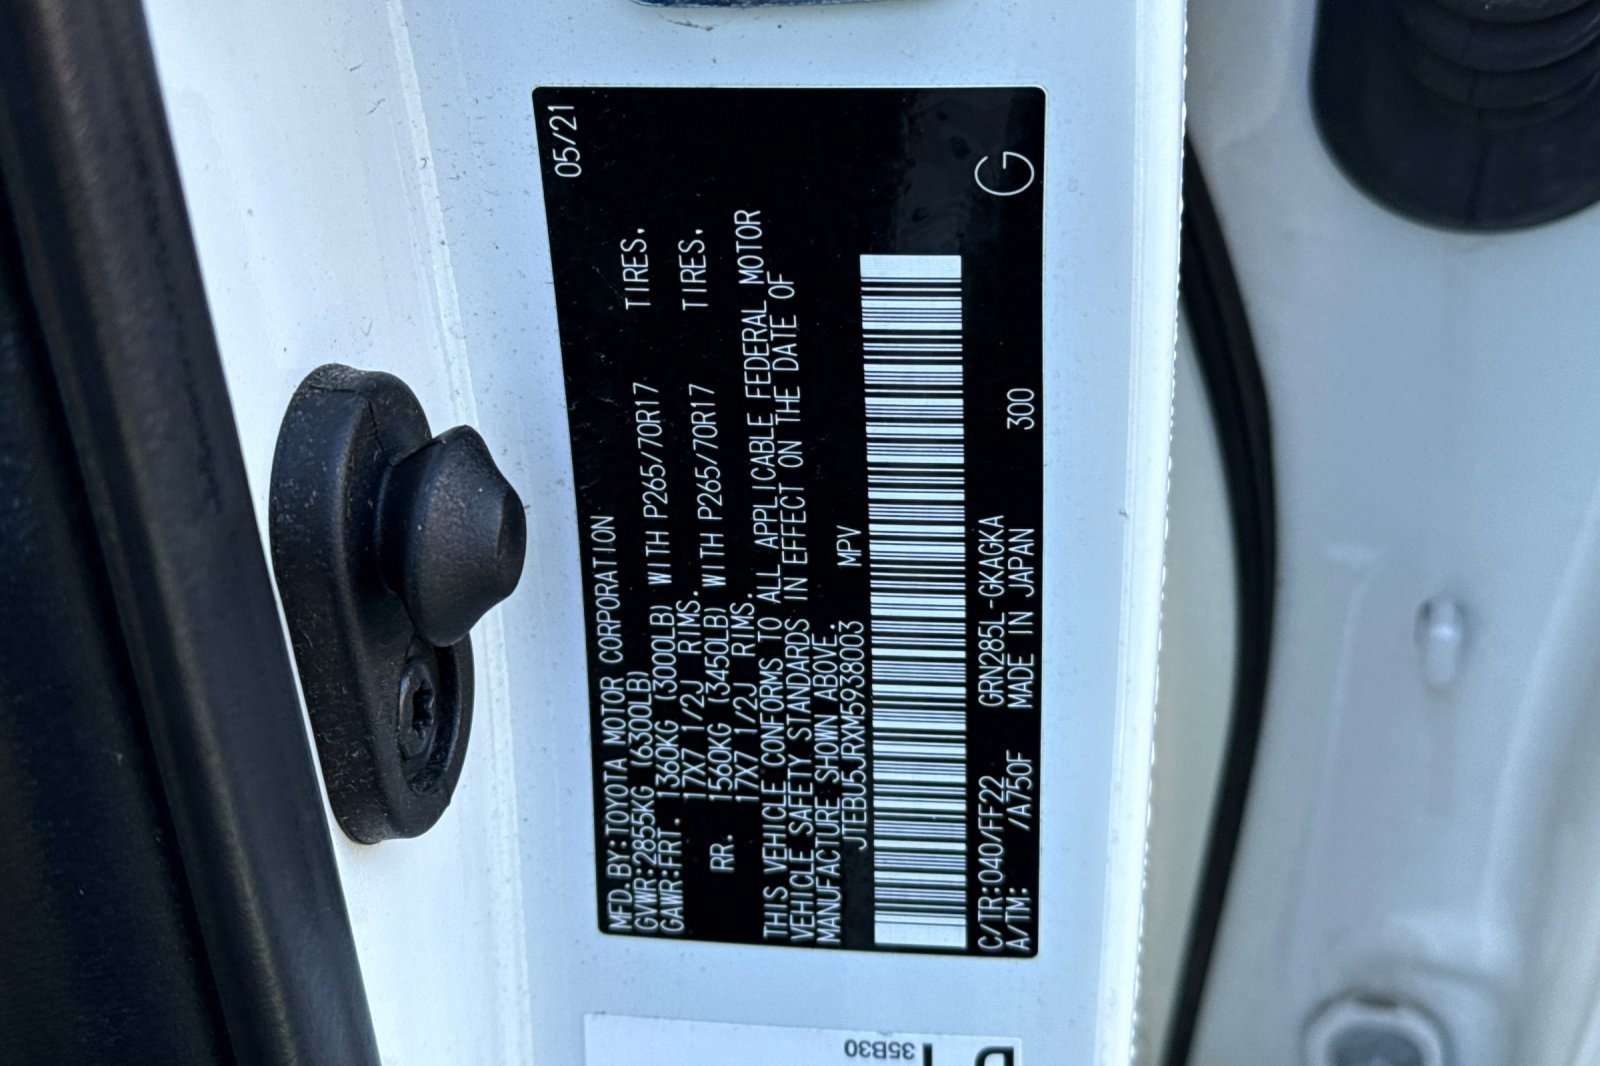 MFD.BY:TOYOTA MOTOR CORPORATION 05/21
GVWR:2855KG (6300LB)
GAWR:FRT. 1360KG (3000LB) WITH P265/70R17 TIRES.
17X7 1/2J RIMS.
RR. 1560KG (3450LB) WITH P265/70R17 TIRES.
17X7 1/2J RIMS.
THIS VEHICLE CONFORMS TO ALL APPLICABLE FEDERAL MOTOR
VEHICLE SAFETY STANDARDS IN EFFECT ON THE DATE OF
MANUFACTURE SHOWN ABOVE.
JTEBU5JRXM5938003 MPV
C/TR:040/FF22 GRN285L-GKAGKA 300 G
A/TM: /A750F MADE IN JAPAN
35B30